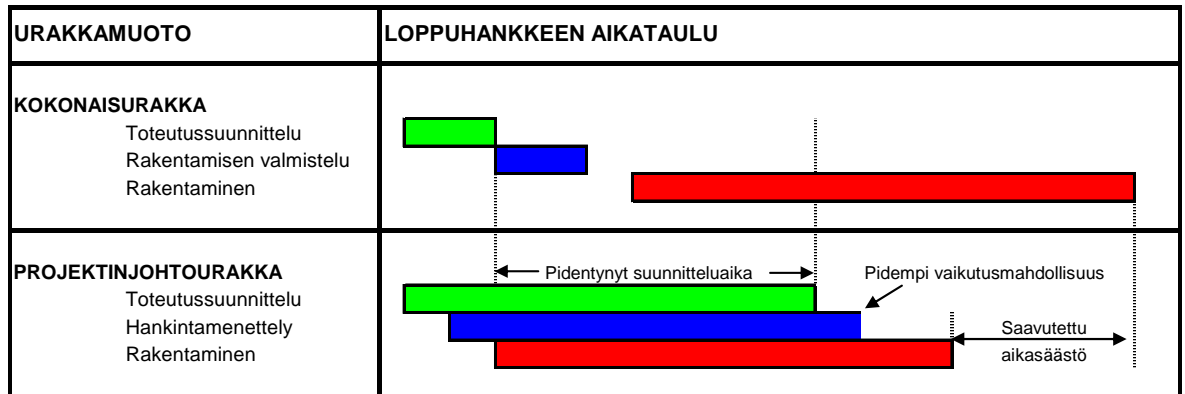 URAKKAMUOTO
LOPPUHANKKEEN AIKATAULU
KOKONAISURAKKA
Toteutussuunnittelu
Rakentamisen valmistelu
Rakentaminen
PROJEKTINJOHTOURAKKA
Pidentynyt suunnitteluaika
Pidempi vaikutusmahdollisuus
Toteutussuunnittelu
Hankintamenettely
Rakentaminen
Saavutettu
aikasäästö